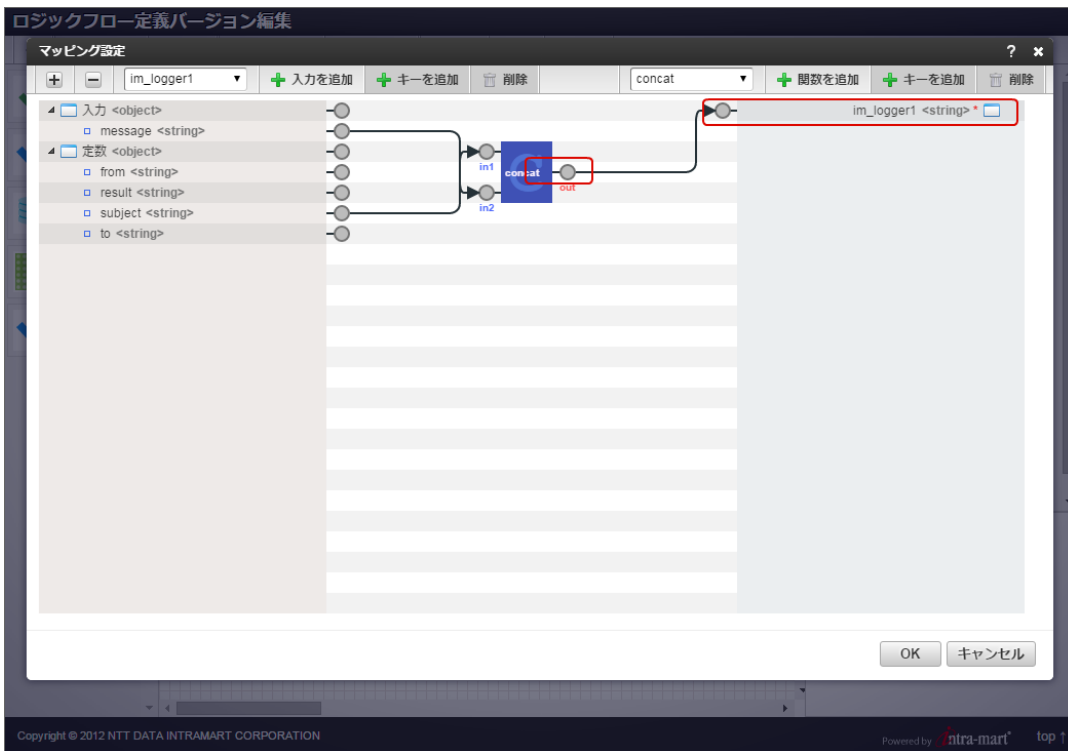 ロジックフロー定義バージョン編集
マッピング設定
?
im_logger1
入力を追加
キーを追加
削除
concat
関数を追加
キーを追加
削除
入力 <object>
message <string>
定数 <object>
from <string>
result <string>
subject <string>
to <string>
in1
in2
concat
out
im_logger1 <string> *
OK
キャンセル
Copyright © 2012 NTT DATA INTRAMART CORPORATION
Powered by intra-mart
top ↑